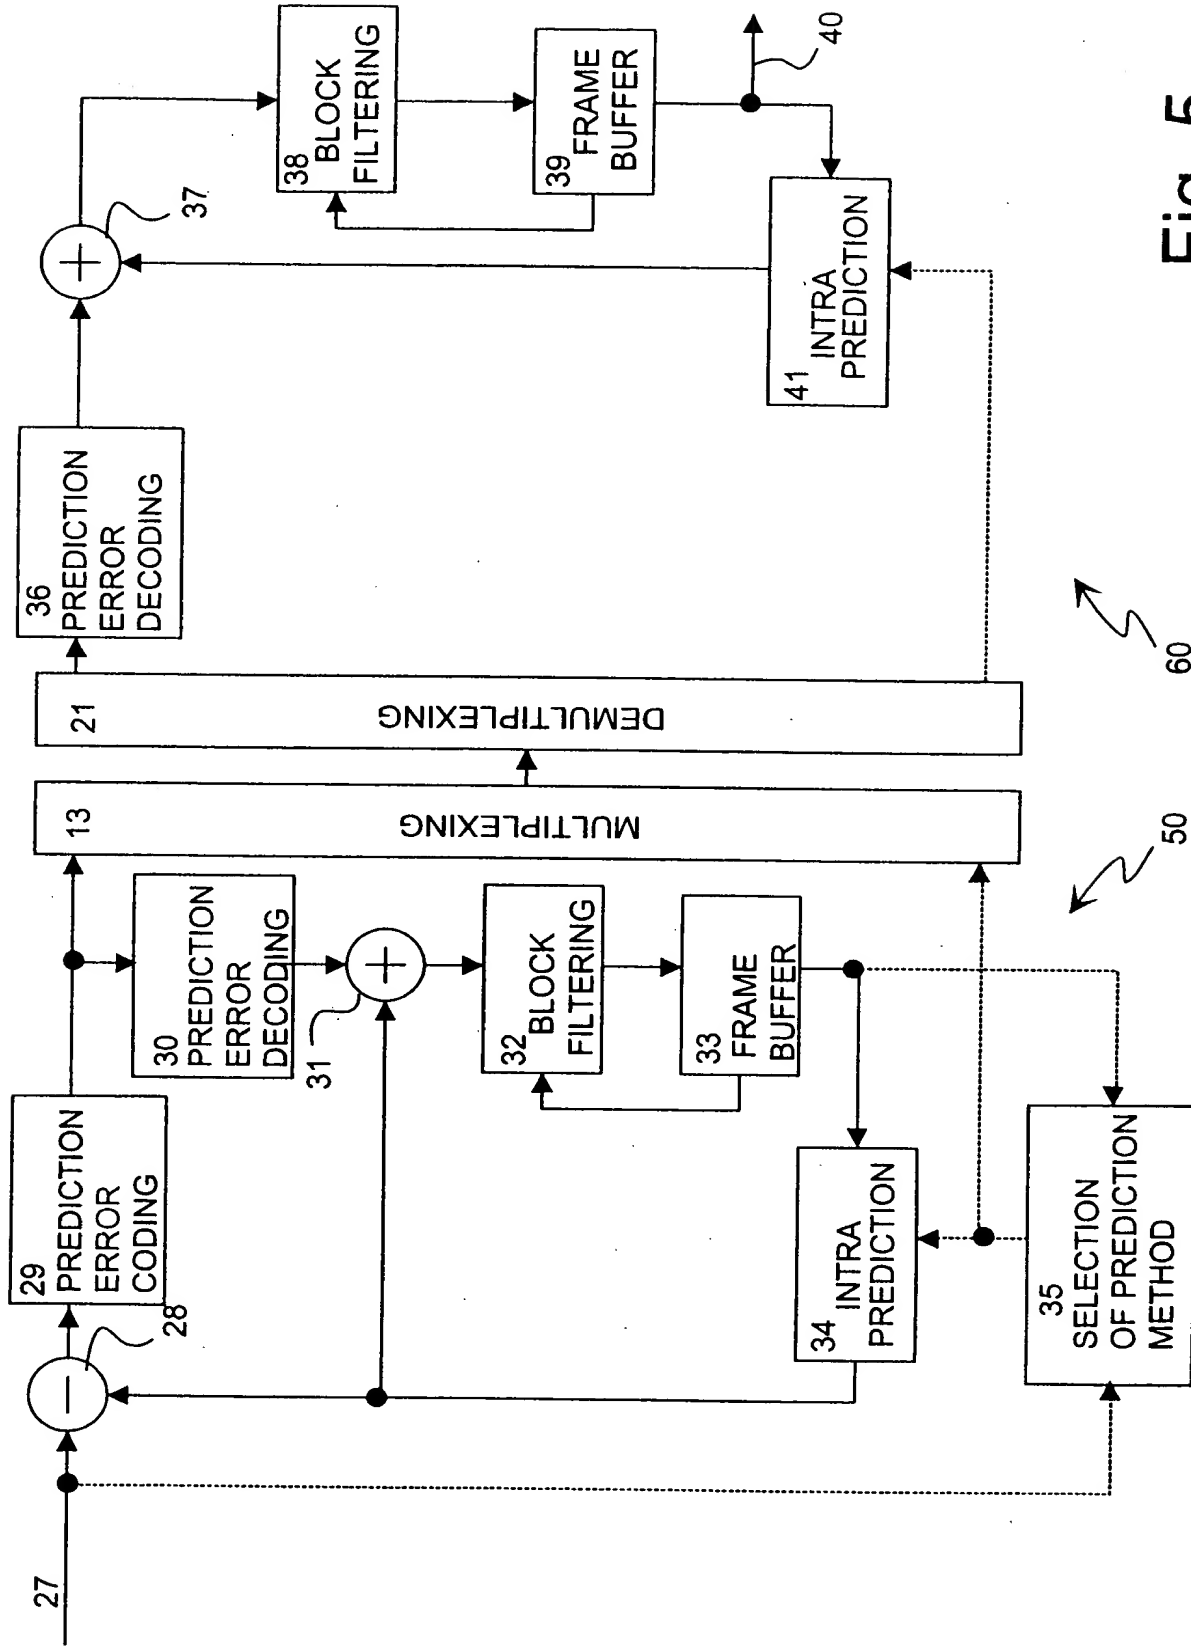 27
28
29
PREDICTION
ERROR
CODING
30
PREDICTION
ERROR
DECODING
31
+
32
BLOCK
FILTERING
33
FRAME
BUFFER
34
INTRA
PREDICTION
35
SELECTION
OF PREDICTION
METHOD
50
13
MULTIPLEXING
21
DEMULTIPLEXING
60
36
PREDICTION
ERROR
DECODING
37
+
38
BLOCK
FILTERING
39
FRAME
BUFFER
40
41
INTRA
PREDICTION
Fig. 5